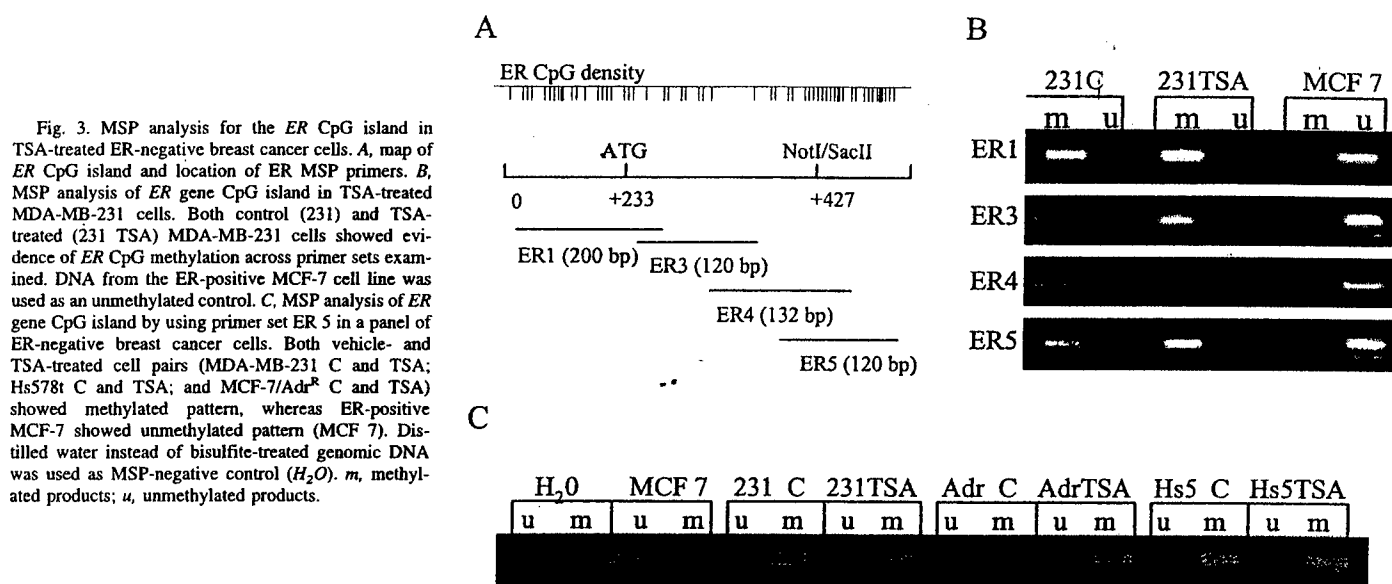 Fig. 3. MSP analysis for the ER CpG island in
TSA-treated ER-negative breast cancer cells. A, map of
ER CpG island and location of ER MSP primers. B,
MSP analysis of ER gene CpG island in TSA-treated
MDA-MB-231 cells. Both control (231) and TSA-
treated (231 TSA) MDA-MB-231 cells showed evi-
dence of ER CpG methylation across primer sets exam-
ined. DNA from the ER-positive MCF-7 cell line was
used as an unmethylated control. C, MSP analysis of ER
gene CpG island by using primer set ER 5 in a panel of
ER-negative breast cancer cells. Both vehicle- and
TSA-treated cell pairs (MDA-MB-231 C and TSA;
Hs578t C and TSA; and MCF-7/Adr^R C and TSA)
showed methylated pattern, whereas ER-positive
MCF-7 showed unmethylated pattern (MCF 7). Dis-
tilled water instead of bisulfite-treated genomic DNA
was used as MSP-negative control (H₂O). m, methyl-
ated products; u, unmethylated products.
A
ER CpG density
ATG NotI/SacII
0 +233 +427
ER1 (200 bp) ER3 (120 bp)
ER4 (132 bp)
ER5 (120 bp)
B
231C 231TSA MCF 7
m u m u m u
ER1
ER3
ER4
ER5
C
H₂0 MCF 7 231 C 231TSA Adr C AdrTSA Hs5 C Hs5TSA
u m u m u m u m u m u m u m u m